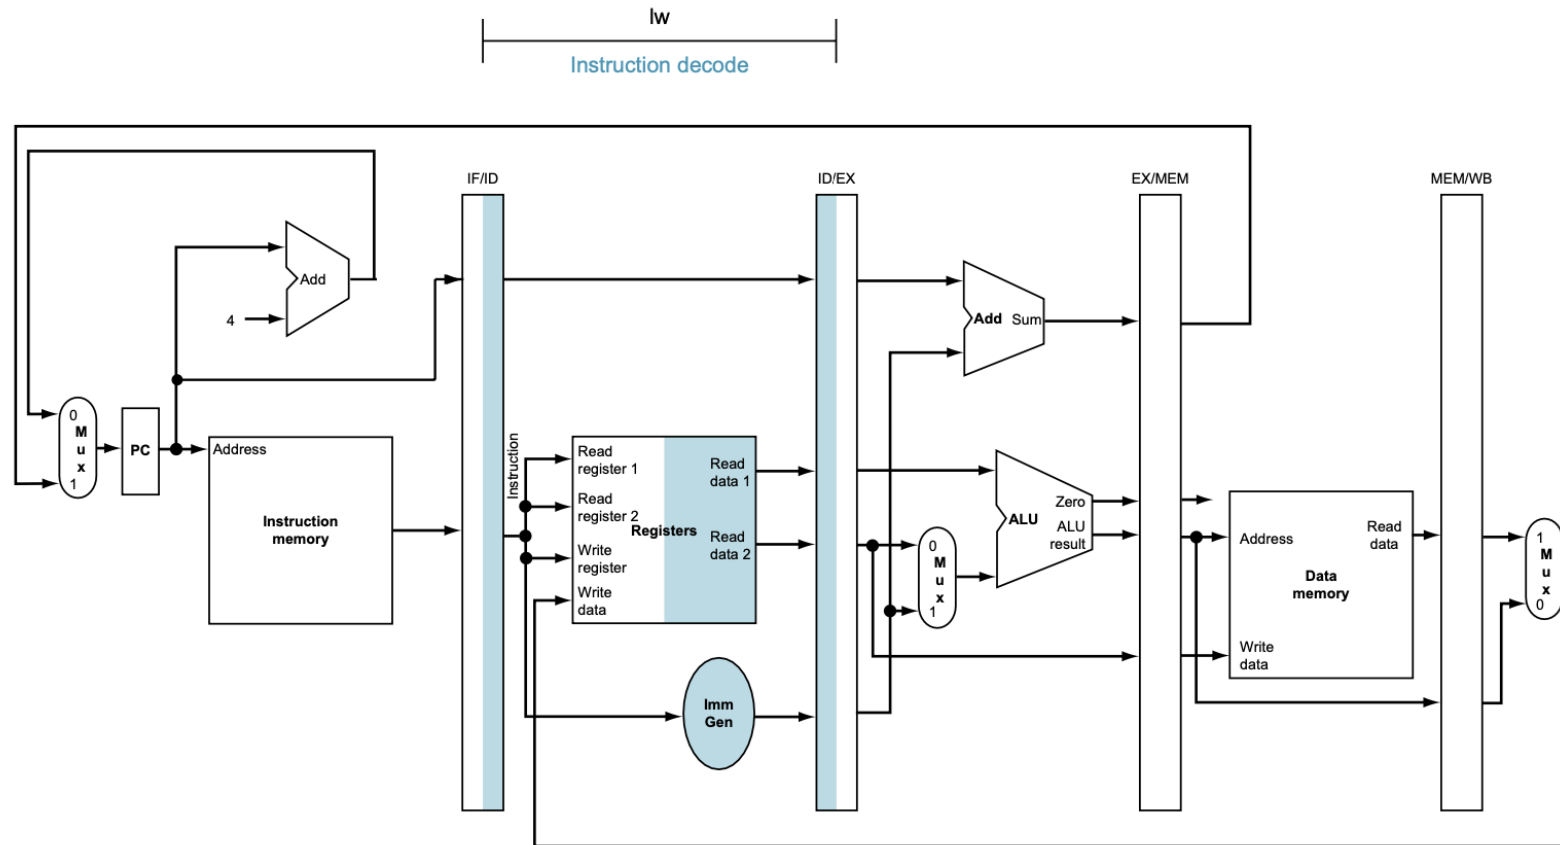 lw
Instruction decode
IF/ID
ID/EX
EX/MEM
MEM/WB
Add
4
Add Sum
0
M
u
x
1
PC
Address
Instruction
memory
Instruction
Read
register 1
Read
register 2
Write
register
Write
data
Registers
Read
data 1
Read
data 2
Imm
Gen
0
M
u
x
1
Zero
ALU
ALU
result
Address
Read
data
Data
memory
Write
data
1
M
u
x
0